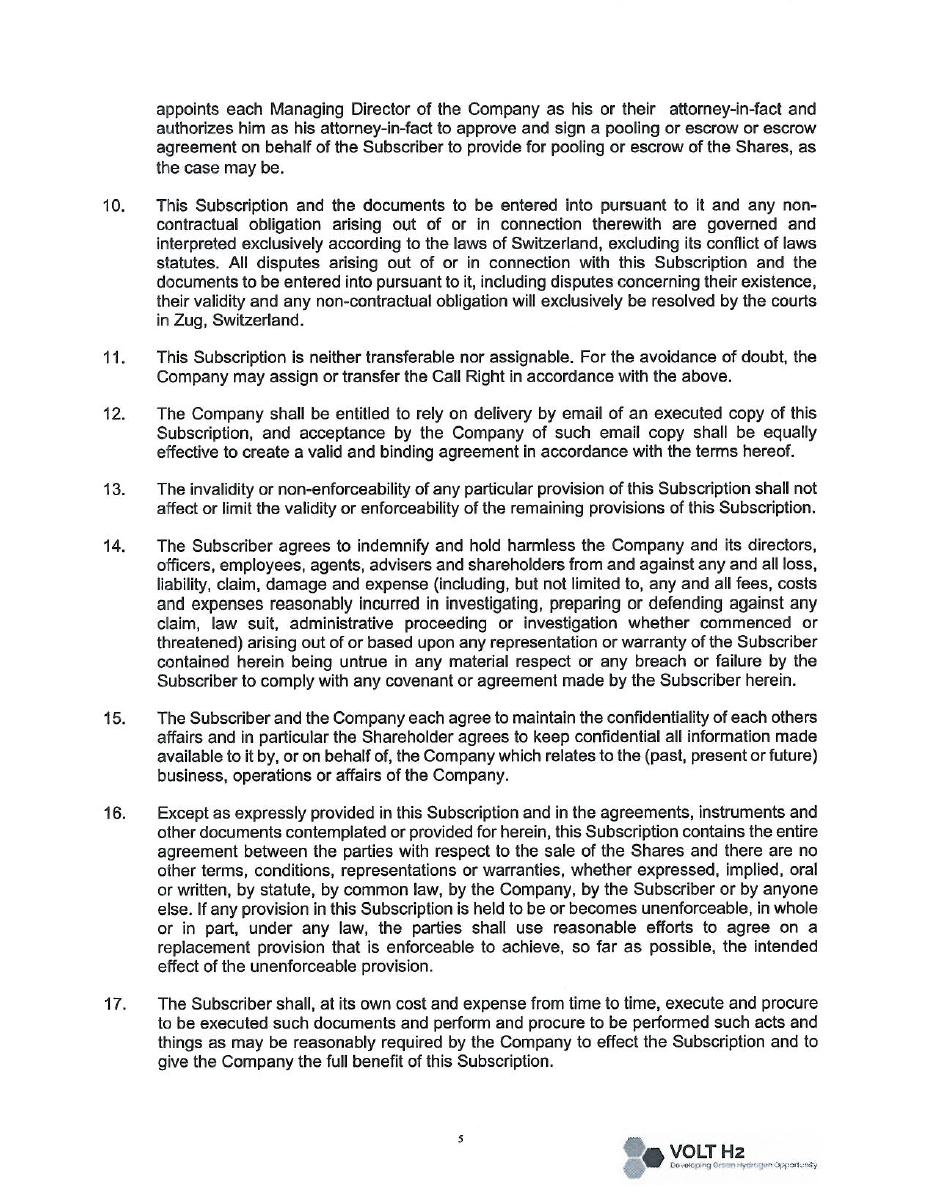 appoints each Managing Director of the Company as his or their attorney-in-fact and
authorizes him as his attorney-in-fact to approve and sign a pooling or escrow or escrow
agreement on behalf of the Subscriber to provide for pooling or escrow of the Shares, as
the case may be.
10. This Subscription and the documents to be entered into pursuant to it and any non-
contractual obligation arising out of or in connection therewith are governed and
interpreted exclusively according to the laws of Switzerland, excluding its conflict of laws
statutes. All disputes arising out of or in connection with this Subscription and the
documents to be entered into pursuant to it, including disputes concerning their existence,
their validity and any non-contractual obligation will exclusively be resolved by the courts
in Zug, Switzerland.
11. This Subscription is neither transferable nor assignable. For the avoidance of doubt, the
Company may assign or transfer the Call Right in accordance with the above.
12. The Company shall be entitled to rely on delivery by email of an executed copy of this
Subscription, and acceptance by the Company of such email copy shall be equally
effective to create a valid and binding agreement in accordance with the terms hereof.
13. The invalidity or non-enforceability of any particular provision of this Subscription shall not
affect or limit the validity or enforceability of the remaining provisions of this Subscription.
14. The Subscriber agrees to indemnify and hold harmless the Company and its directors,
officers, employees, agents, advisers and shareholders from and against any and all loss,
liability, claim, damage and expense (including, but not limited to, any and all fees, costs
and expenses reasonably incurred in investigating, preparing or defending against any
claim, law suit, administrative proceeding or investigation whether commenced or
threatened) arising out of or based upon any representation or warranty of the Subscriber
contained herein being untrue in any material respect or any breach or failure by the
Subscriber to comply with any covenant or agreement made by the Subscriber herein.
15. The Subscriber and the Company each agree to maintain the confidentiality of each others
affairs and in particular the Shareholder agrees to keep confidential all information made
available to it by, or on behalf of, the Company which relates to the (past, present or future)
business, operations or affairs of the Company.
16. Except as expressly provided in this Subscription and in the agreements, instruments and
other documents contemplated or provided for herein, this Subscription contains the entire
agreement between the parties with respect to the sale of the Shares and there are no
other terms, conditions, representations or warranties, whether expressed, implied, oral
or written, by statute, by common law, by the Company, by the Subscriber or by anyone
else. If any provision in this Subscription is held to be or becomes unenforceable, in whole
or in part, under any law, the parties shall use reasonable efforts to agree on a
replacement provision that is enforceable to achieve, so far as possible, the intended
effect of the unenforceable provision.
17. The Subscriber shall, at its own cost and expense from time to time, execute and procure
to be executed such documents and perform and procure to be performed such acts and
things as may be reasonably required by the Company to effect the Subscription and to
give the Company the full benefit of this Subscription.
5
VOLT H2
Developing Green Hydrogen Opportunity